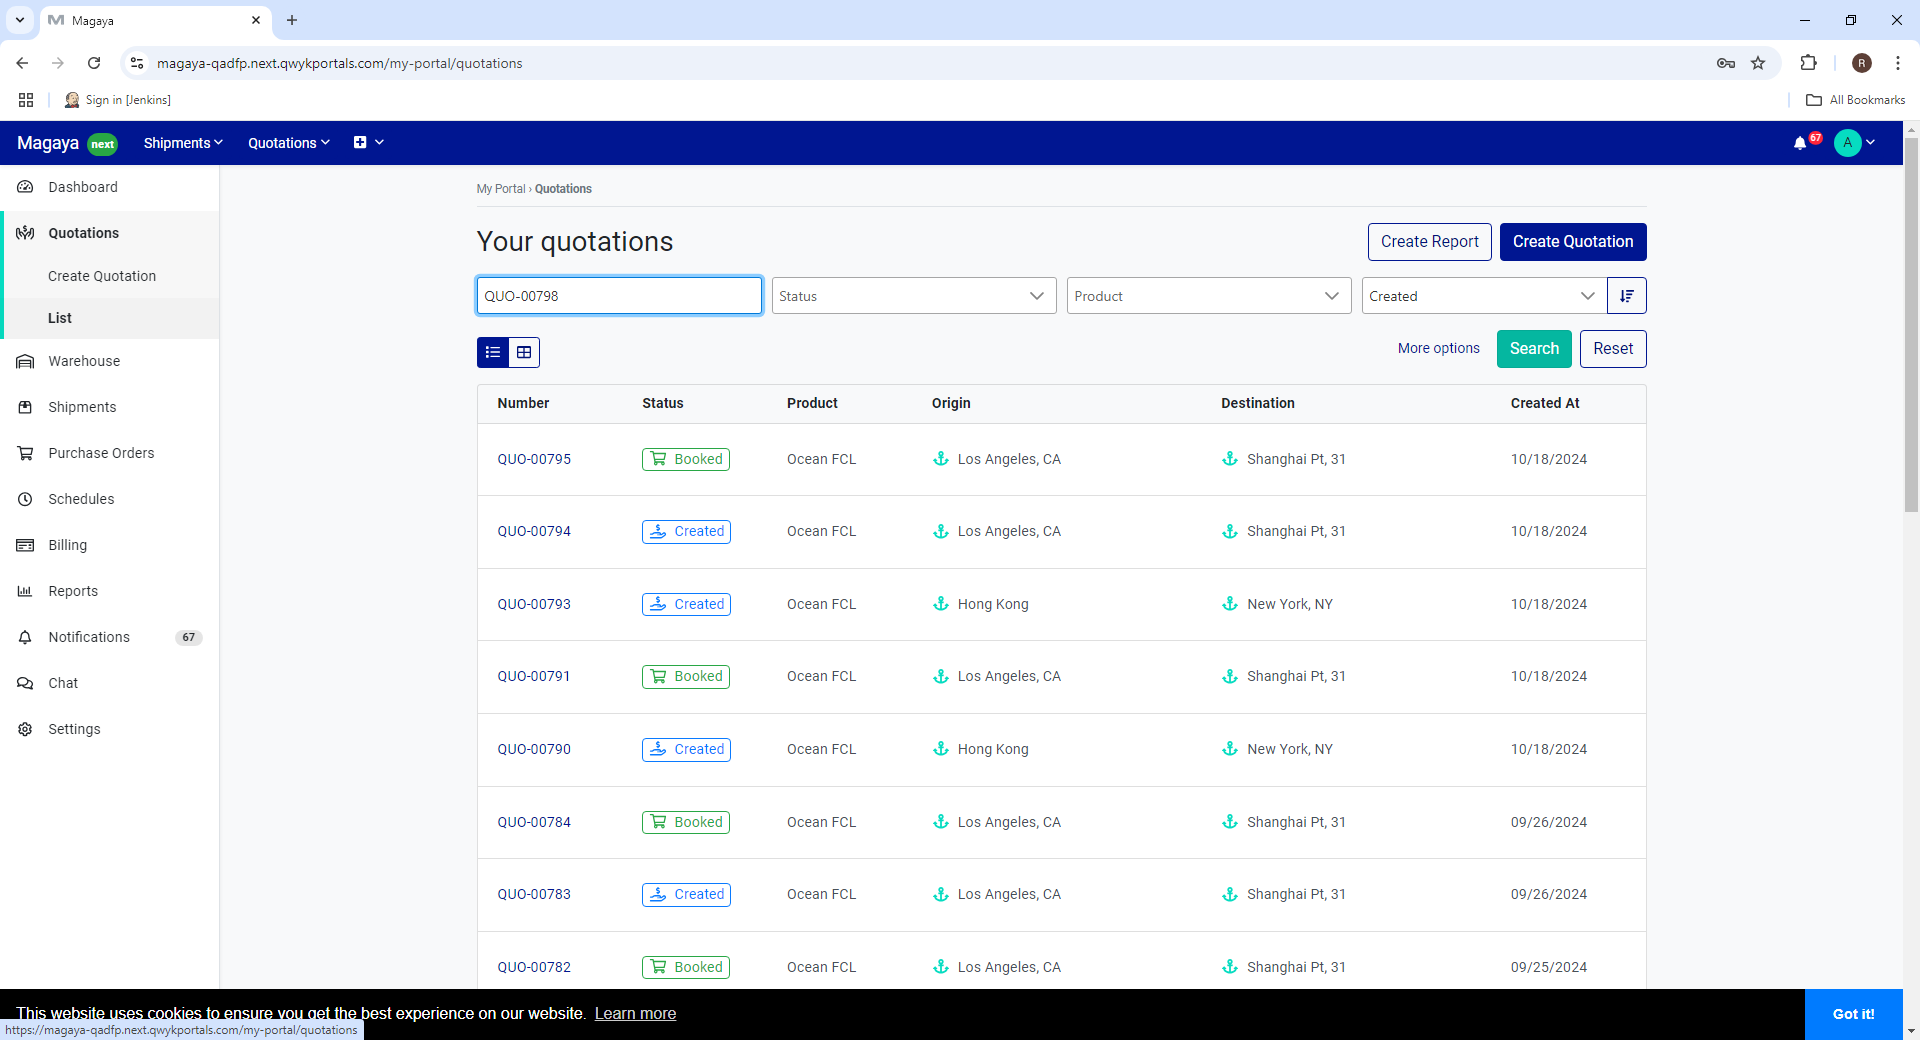 Magaya
magaya-qadfp.next.qwykportals.com/my-portal/quotations
R
Sign in [Jenkins]
All Bookmarks
Magaya next
Shipments
Quotations
67
A
Dashboard
Quotations
Create Quotation
List
Warehouse
Shipments
Purchase Orders
Schedules
Billing
Reports
Notifications 67
Chat
Settings
My Portal › Quotations
Your quotations
Create Report
Create Quotation
QUO-00798
Status
Product
Created
More options
Search
Reset
Number Status Product Origin Destination Created At
QUO-00795 Booked Ocean FCL Los Angeles, CA Shanghai Pt, 31 10/18/2024
QUO-00794 Created Ocean FCL Los Angeles, CA Shanghai Pt, 31 10/18/2024
QUO-00793 Created Ocean FCL Hong Kong New York, NY 10/18/2024
QUO-00791 Booked Ocean FCL Los Angeles, CA Shanghai Pt, 31 10/18/2024
QUO-00790 Created Ocean FCL Hong Kong New York, NY 10/18/2024
QUO-00784 Booked Ocean FCL Los Angeles, CA Shanghai Pt, 31 09/26/2024
QUO-00783 Created Ocean FCL Los Angeles, CA Shanghai Pt, 31 09/26/2024
QUO-00782 Booked Ocean FCL Los Angeles, CA Shanghai Pt, 31 09/25/2024
This website uses cookies to ensure you get the best experience on our website. Learn more
Got it!
https://magaya-qadfp.next.qwykportals.com/my-portal/quotations